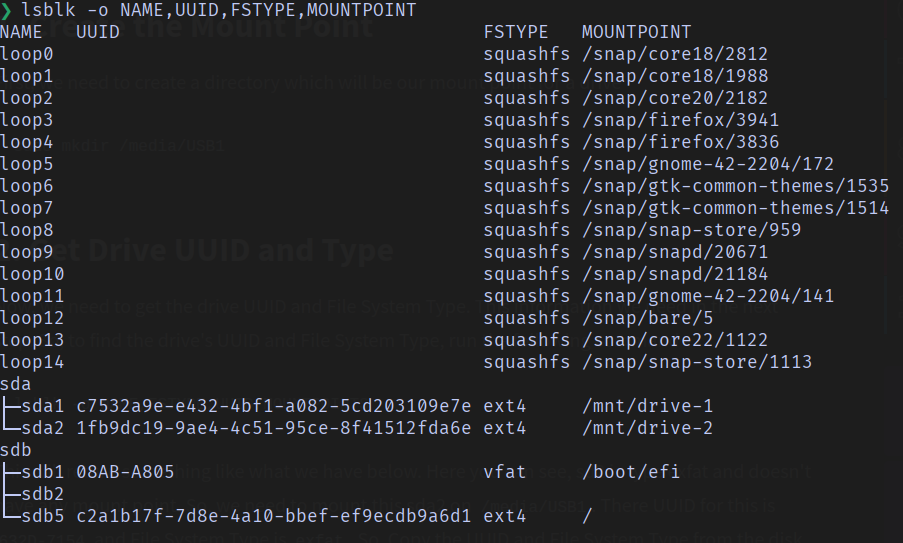 ❯ lsblk -o NAME,UUID,FSTYPE,MOUNTPOINT
NAME UUID FSTYPE MOUNTPOINT
loop0 squashfs /snap/core18/2812
loop1 squashfs /snap/core18/1988
loop2 squashfs /snap/core20/2182
loop3 squashfs /snap/firefox/3941
loop4 squashfs /snap/firefox/3836
loop5 squashfs /snap/gnome-42-2204/172
loop6 squashfs /snap/gtk-common-themes/1535
loop7 squashfs /snap/gtk-common-themes/1514
loop8 squashfs /snap/snap-store/959
loop9 squashfs /snap/snapd/20671
loop10 squashfs /snap/snapd/21184
loop11 squashfs /snap/gnome-42-2204/141
loop12 squashfs /snap/bare/5
loop13 squashfs /snap/core22/1122
loop14 squashfs /snap/snap-store/1113
sda
├─sda1 c7532a9e-e432-4bf1-a082-5cd203109e7e ext4 /mnt/drive-1
└─sda2 1fb9dc19-9ae4-4c51-95ce-8f41512fda6e ext4 /mnt/drive-2
sdb
├─sdb1 08AB-A805 vfat /boot/efi
├─sdb2
└─sdb5 c2a1b17f-7d8e-4a10-bbef-ef9ecdb9a6d1 ext4 /